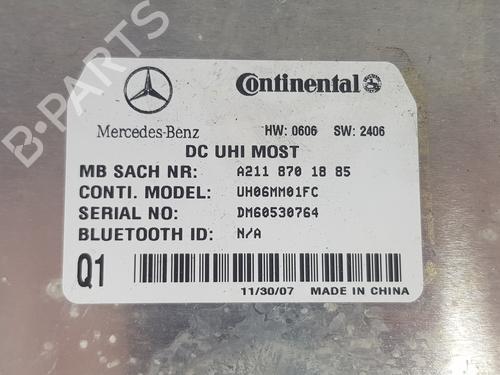 Continental
Mercedes-Benz HW: 0606 SW: 2406
DC UHI MOST
MB SACH NR: A211 870 18 85
CONTI. MODEL: UH06MM01FC
SERIAL NO: DM60530764
BLUETOOTH ID: N/A
Q1
11/30/07 MADE IN CHINA
B-PARTS